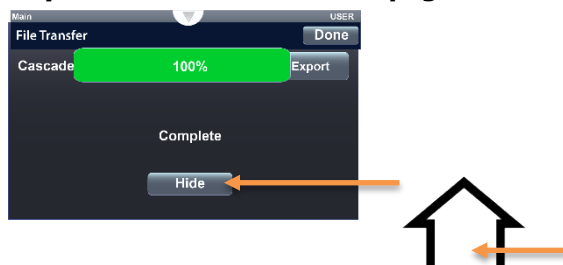 Main USER
File Transfer Done
Cascade 100% Export
Complete
Hide